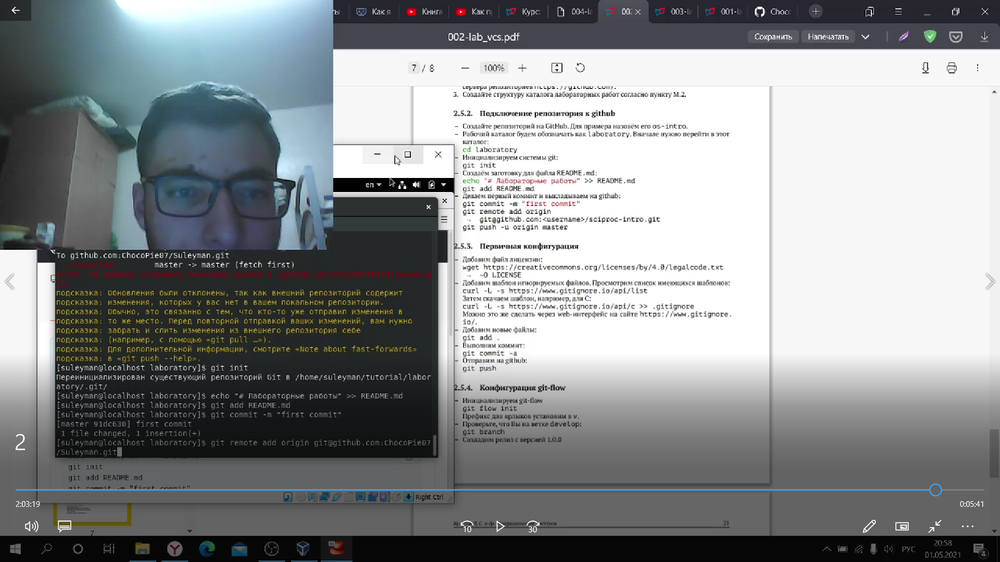 Как я
Книга
Как п
Курс:
004-la
002
003-la
001-la
Choc
002-lab_vcs.pdf
Сохранить
Напечатать
7 / 8
100%
сервера репозиториев https://github.com/.
3. Создайте структуру каталога лабораторных работ согласно пункту М.2.
2.5.2. Подключение репозитория к github
– Создайте репозиторий на GitHub. Для примера назовём его os-intro.
– Рабочий каталог будем обозначать как laboratory. Вначале нужно перейти в этот
каталог:
cd laboratory
– Инициализируем системы git:
git init
– Создаём заготовку для файла README.md:
echo "# Лабораторные работы" >> README.md
git add README.md
– Делаем первый коммит и выкладываем на github:
git commit -m "first commit"
git remote add origin
git@github.com:<username>/sciproc-intro.git
git push -u origin master
2.5.3. Первичная конфигурация
– Добавим файл лицензии:
wget https://creativecommons.org/licenses/by/4.0/legalcode.txt
-O LICENSE
– Добавим шаблон игнорируемых файлов. Просмотрим список имеющихся шаблонов:
curl -L -s https://www.gitignore.io/api/list
Затем скачаем шаблон, например, для C:
curl -L -s https://www.gitignore.io/api/c >> .gitignore
Можно это же сделать через web-интерфейс на сайте https://www.gitignore.
io/.
– Добавим новые файлы:
git add .
– Выполним коммит:
git commit -a
– Отправим на github:
git push
2.5.4. Конфигурация git-flow
– Инициализируем git-flow
git flow init
Префикс для ярлыков установим в v.
– Проверьте, что Вы на ветке develop:
git branch
– Создадим релиз с версией 1.0.0
21
en
To github.com:ChocoPie07/Suleyman.git
! [rejected] master -> master (fetch first)
подсказка: Обновления были отклонены, так как внешний репозиторий содержит
подсказка: изменения, которых у вас нет в вашем локальном репозитории.
подсказка: Обычно, это связанно с тем, что кто-то уже отправил изменения в
подсказка: то же место. Перед повторной отправкой ваших изменений, вам нужно
подсказка: забрать и слить изменения из внешнего репозитория себе
подсказка: (например, с помощью «git pull …»).
подсказка: Для дополнительной информации, смотрите «Note about fast-forwards»
подсказка: в «git push --help».
[suleyman@localhost laboratory]$ git init
Переинициализирован существующий репозиторий Git в /home/suleyman/tutorial/labor
atory/.git/
[suleyman@localhost laboratory]$ echo "# Лабораторные работы" >> README.md
[suleyman@localhost laboratory]$ git add README.md
[suleyman@localhost laboratory]$ git commit -m "first commit"
[master 91dc630] first commit
1 file changed, 1 insertion(+)
[suleyman@localhost laboratory]$ git remote add origin git@github.com:ChocoPie07
/Suleyman.git
git init
git add README.md
git commit -m "first commit"
Right Ctrl
2
2:03:19
0:05:41
7
10
30
РУС
20:58
01.05.2021
4